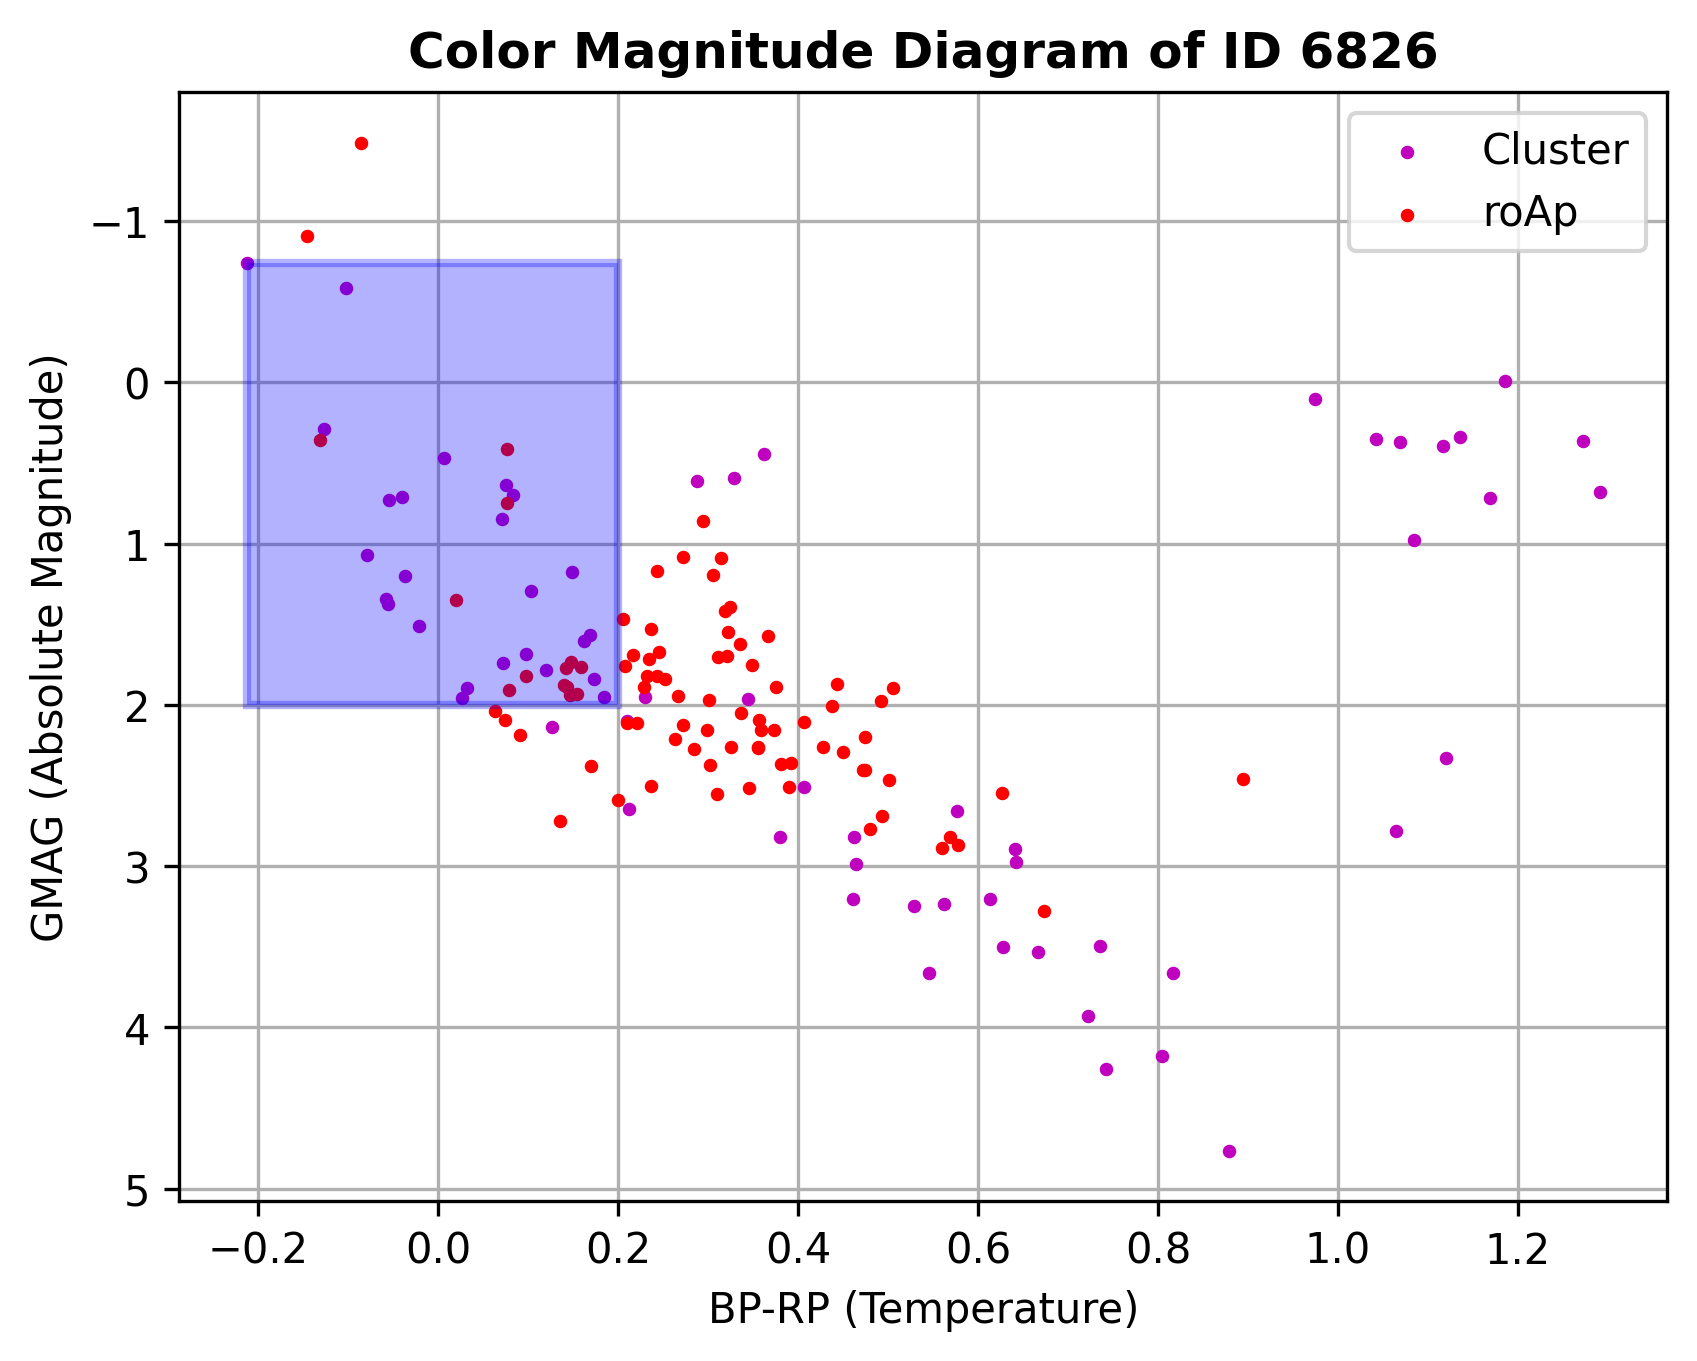 Color Magnitude Diagram of ID 6826
Cluster
roAp
−1
0
1
2
3
4
5
GMAG (Absolute Magnitude)
−0.2 0.0 0.2 0.4 0.6 0.8 1.0 1.2
BP-RP (Temperature)